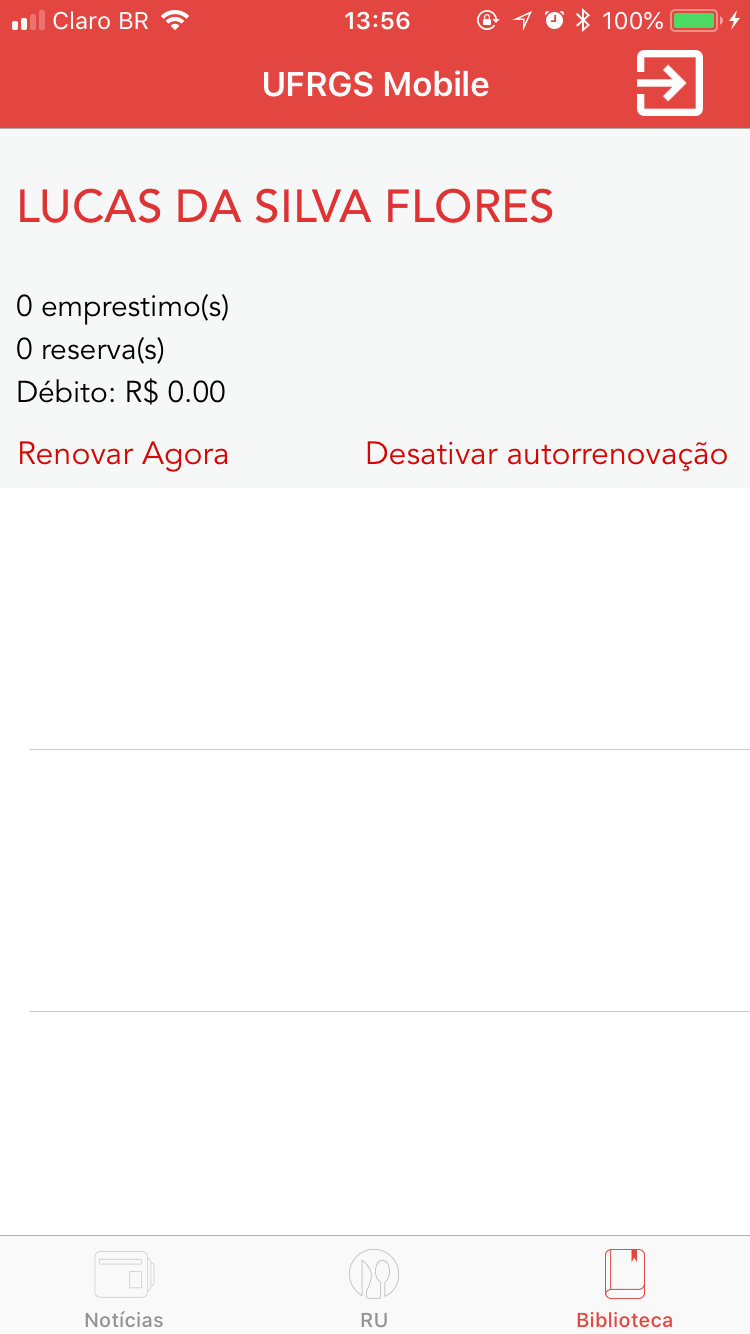 Claro BR 13:56 100%
UFRGS Mobile
LUCAS DA SILVA FLORES
0 emprestimo(s)
0 reserva(s)
Débito: R$ 0.00
Renovar Agora Desativar autorrenovação
Notícias RU Biblioteca